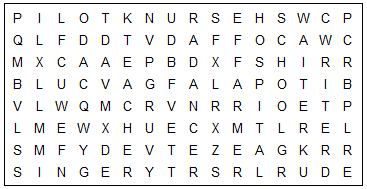 P I L O T K N U R S E H S W C P
Q L F D D T V D A F F O C A W C
M X C A A E P B D X F S H I R R
B L U C V A G F A L A P O T I B
V L W Q M C R V N R R I O E T P
L M E W X H U E C X M T L R E L
S M F Y D E V T E Z E A G K R R
S I N G E R Y T R S R L R U D E